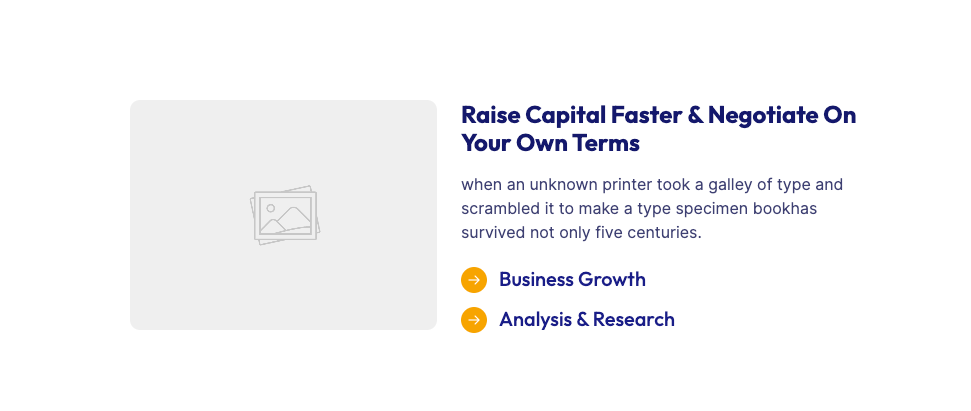 Raise Capital Faster & Negotiate On
Your Own Terms
when an unknown printer took a galley of type and
scrambled it to make a type specimen bookhas
survived not only five centuries.
Business Growth
Analysis & Research